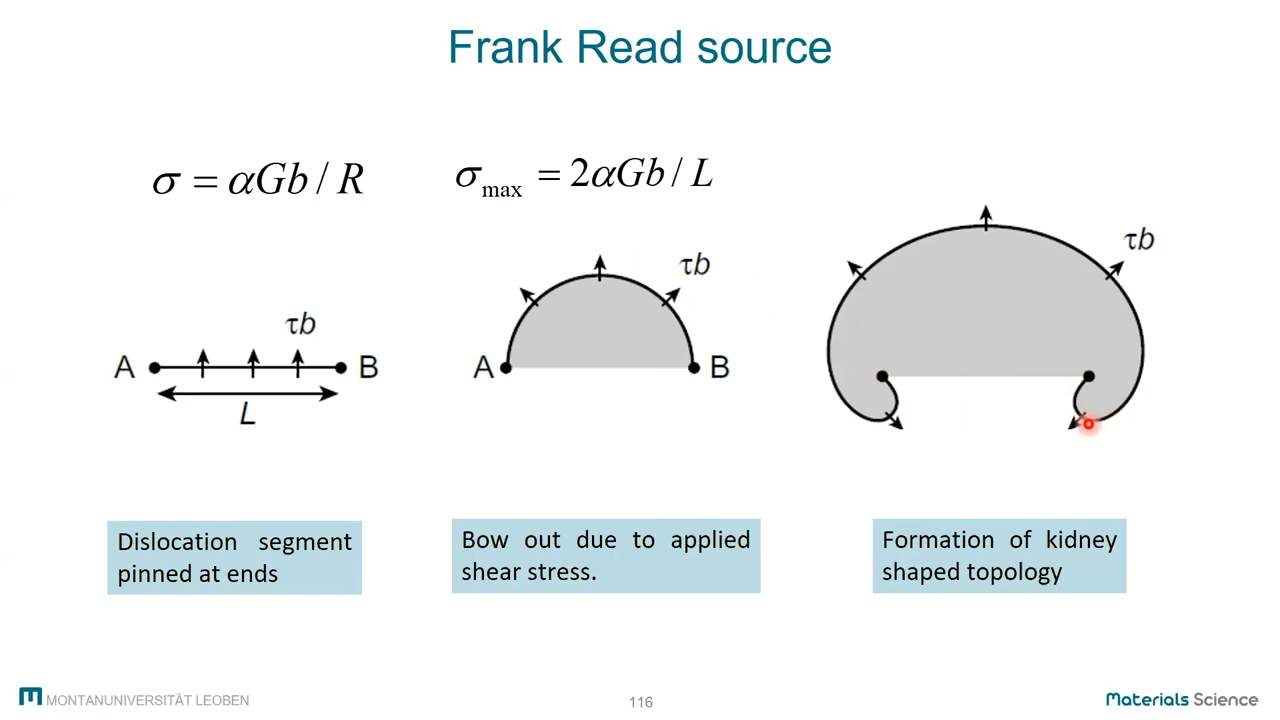 Frank Read source
σ = αGb / R
σmax = 2αGb / L
τb
A
B
L
τb
A
B
τb
Dislocation segment
pinned at ends
Bow out due to applied
shear stress.
Formation of kidney
shaped topology
MONTANUNIVERSITÄT LEOBEN
116
Materials Science